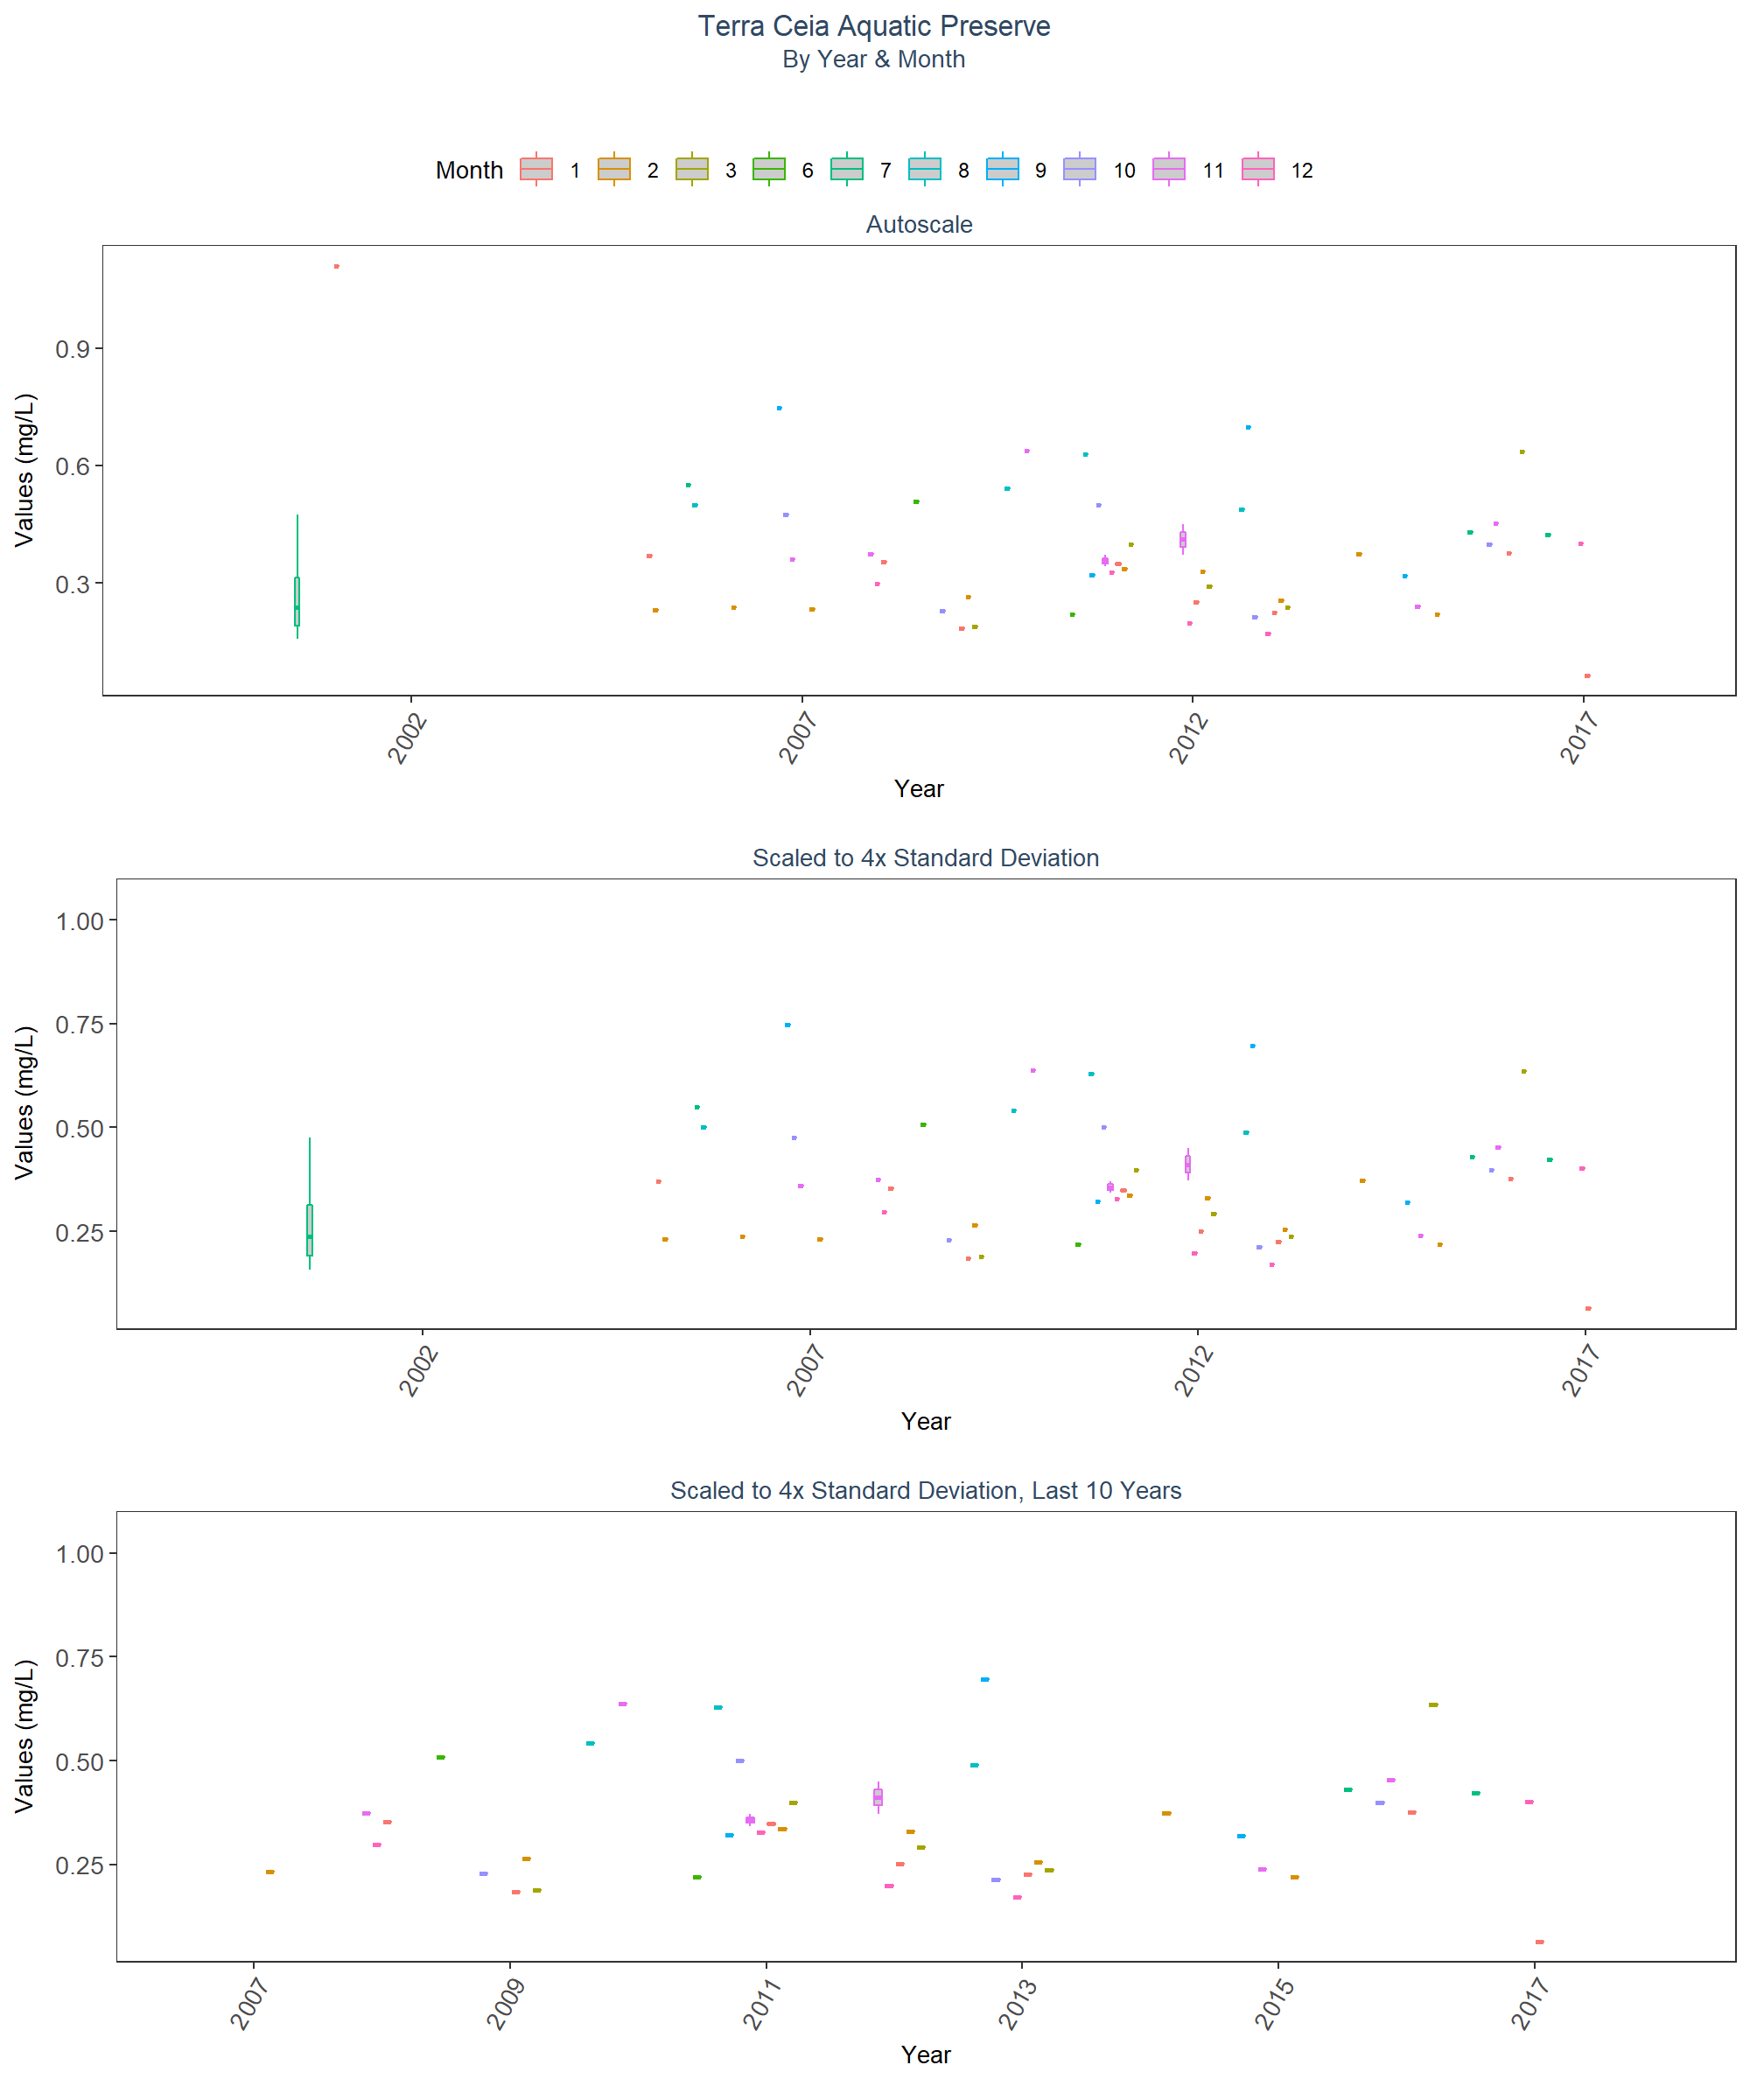 Terra Ceia Aquatic Preserve
By Year & Month
Month 1 2 3 6 7 8 9 10 11 12
Autoscale
Values (mg/L)
0.9
0.6
0.3
2002 2007 2012 2017
Year
Scaled to 4x Standard Deviation
Values (mg/L)
1.00
0.75
0.50
0.25
2002 2007 2012 2017
Year
Scaled to 4x Standard Deviation, Last 10 Years
Values (mg/L)
1.00
0.75
0.50
0.25
2007 2009 2011 2013 2015 2017
Year